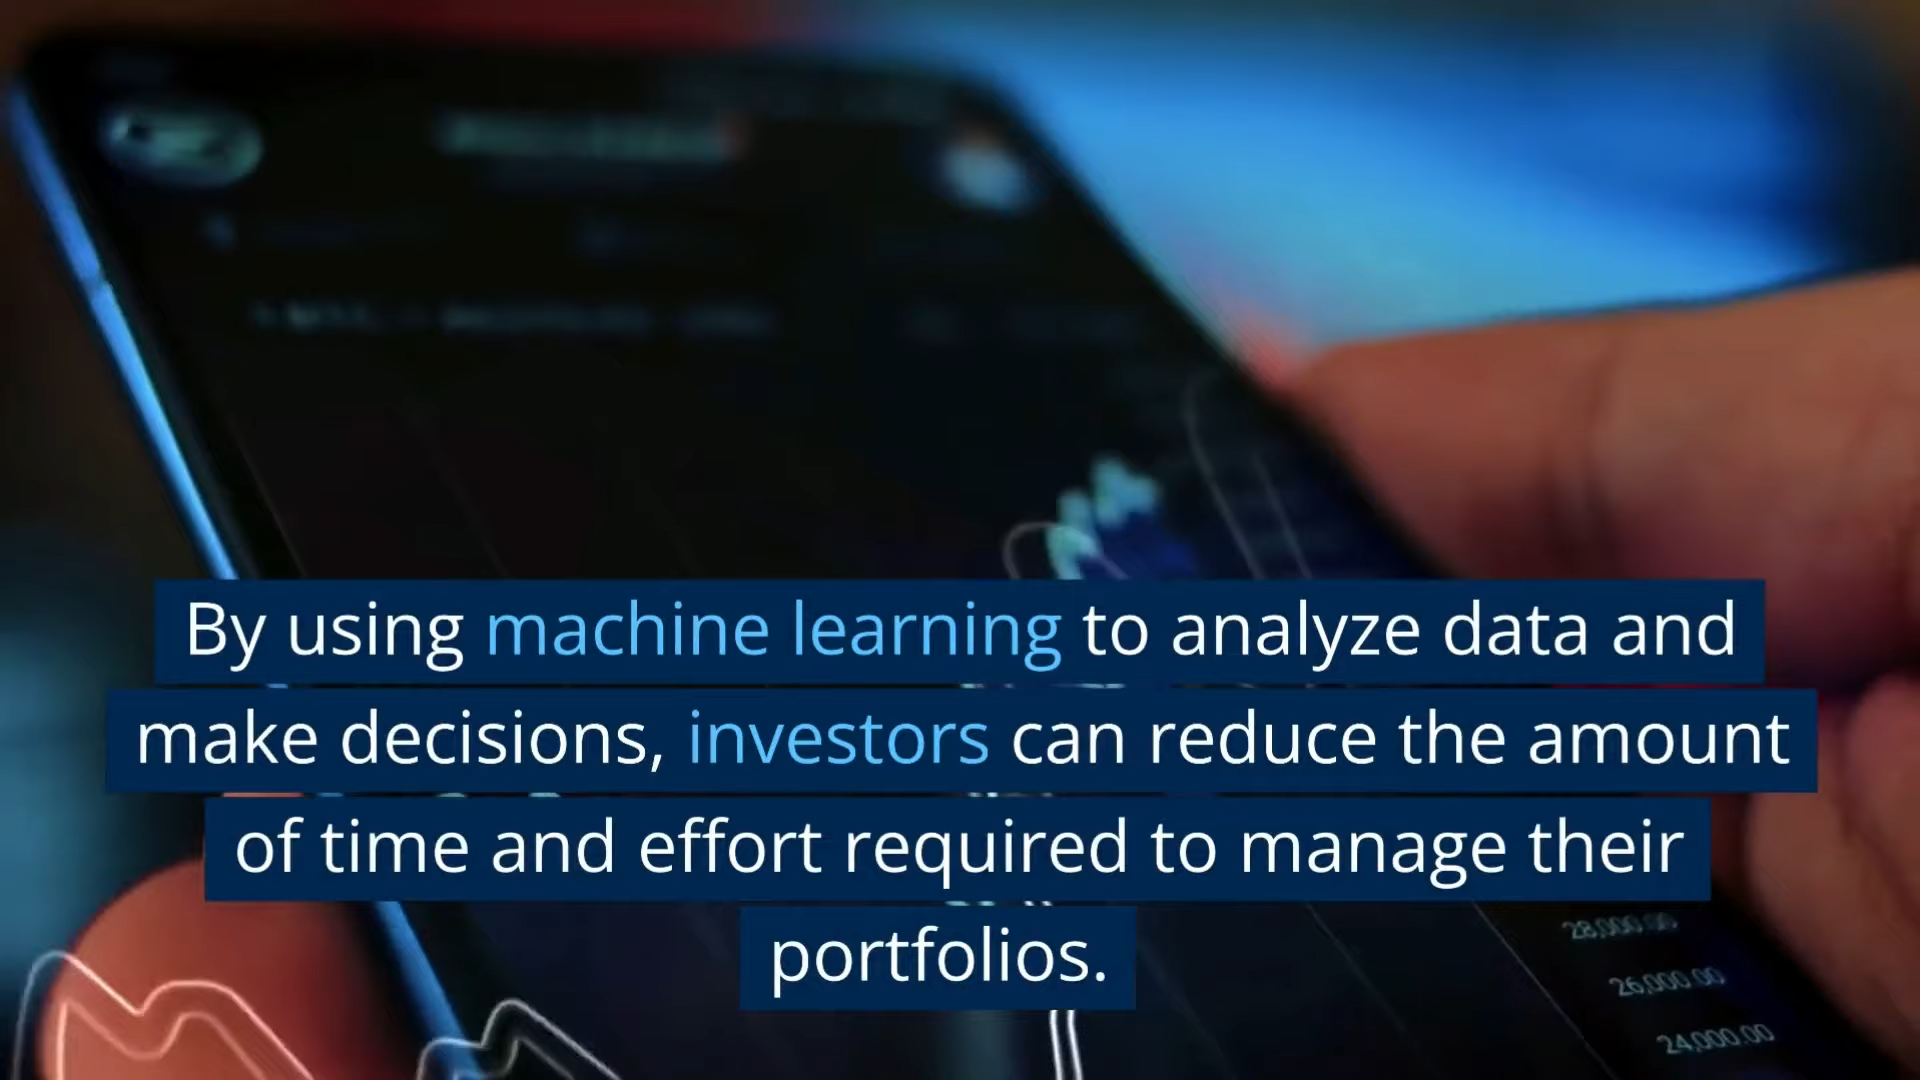 By using machine learning to analyze data and
make decisions, investors can reduce the amount
of time and effort required to manage their
portfolios.
28,000.00
26,000.00
24,000.00